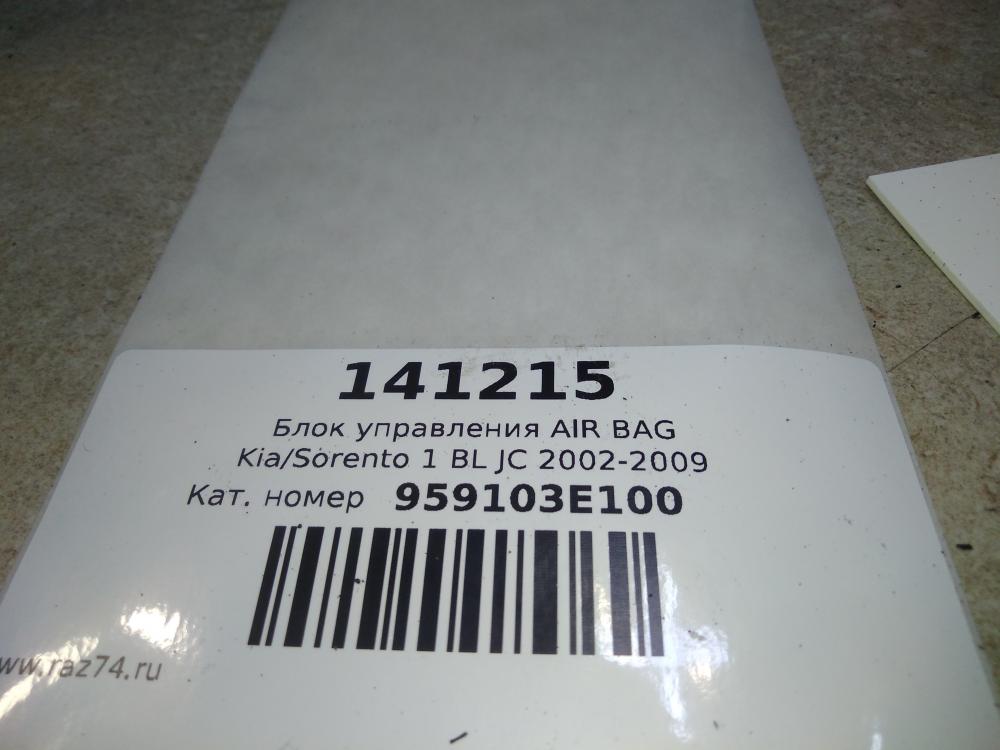 141215
Блок управления AIR BAG
Kia/Sorento 1 BL JC 2002-2009
Кат. номер 959103E100
www.raz74.ru